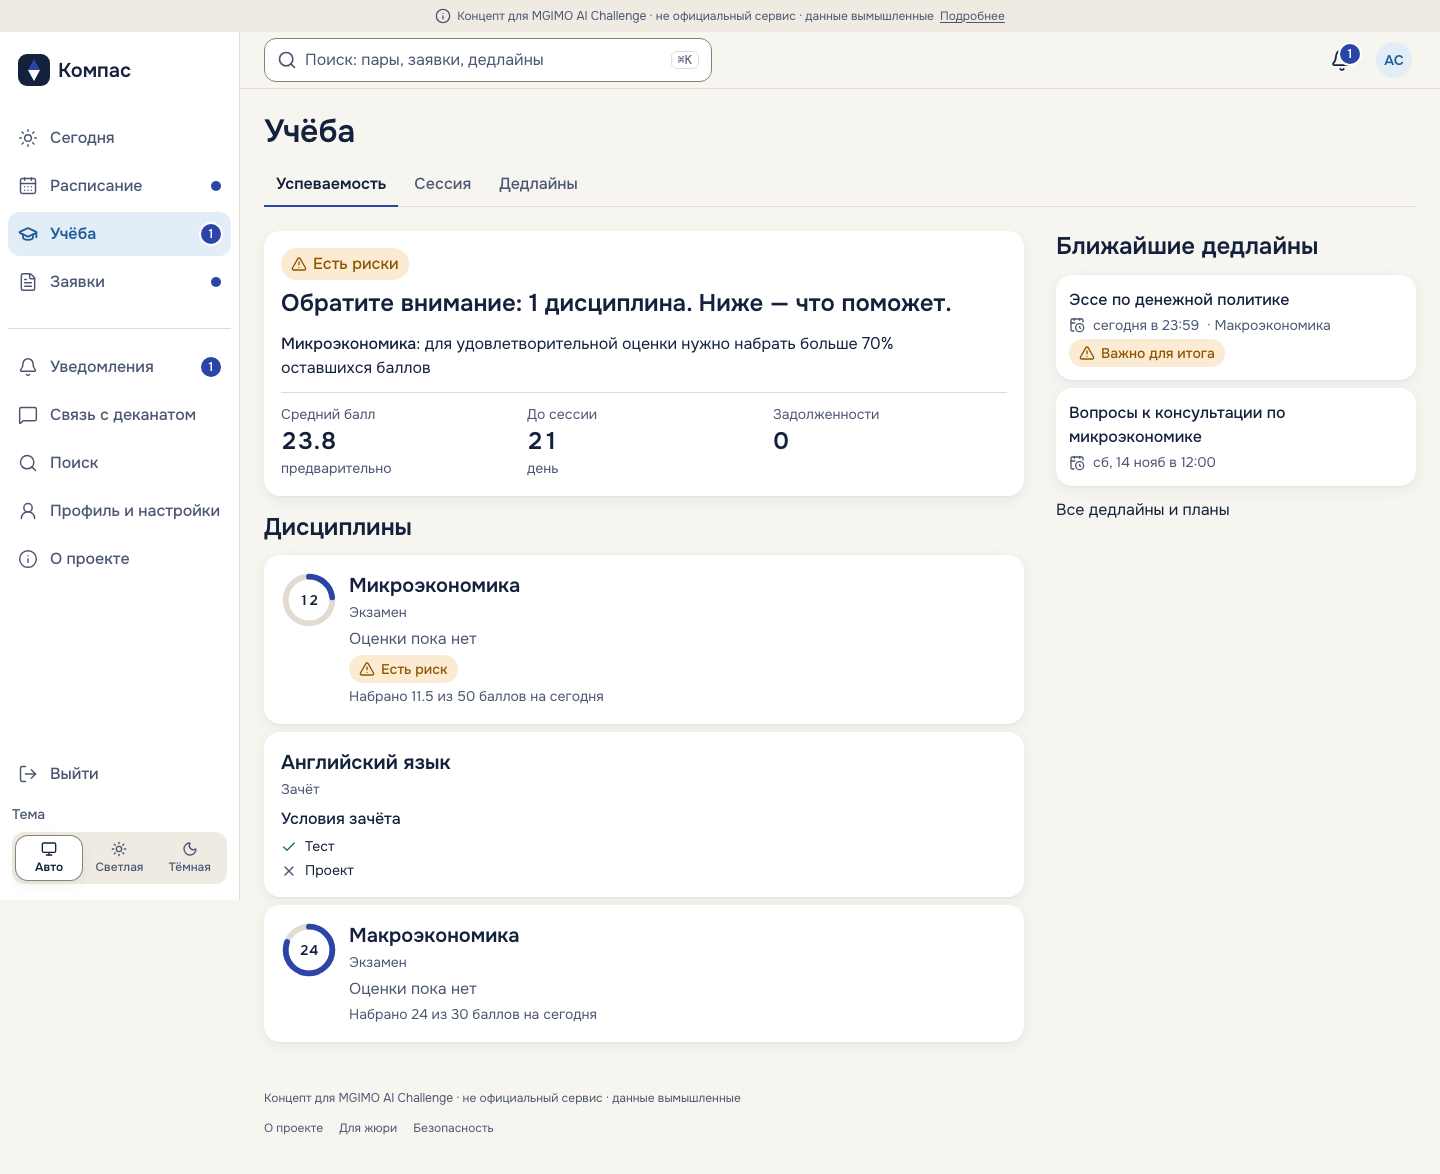 Концепт для MGIMO AI Challenge · не официальный сервис · данные вымышленные Подробнее
Компас
Поиск: пары, заявки, дедлайны
⌘K
1
АС
Сегодня
Расписание
Учёба
1
Заявки
Уведомления
1
Связь с деканатом
Поиск
Профиль и настройки
О проекте
Выйти
Тема
Авто
Светлая
Тёмная
Учёба
Успеваемость
Сессия
Дедлайны
Есть риски
Обратите внимание: 1 дисциплина. Ниже — что поможет.
Микроэкономика: для удовлетворительной оценки нужно набрать больше 70%
оставшихся баллов
Средний балл
23.8
предварительно
До сессии
21
день
Задолженности
0
Дисциплины
12
Микроэкономика
Экзамен
Оценки пока нет
Есть риск
Набрано 11.5 из 50 баллов на сегодня
Английский язык
Зачёт
Условия зачёта
Тест
Проект
24
Макроэкономика
Экзамен
Оценки пока нет
Набрано 24 из 30 баллов на сегодня
Ближайшие дедлайны
Эссе по денежной политике
сегодня в 23:59 · Макроэкономика
Важно для итога
Вопросы к консультации по
микроэкономике
сб, 14 нояб в 12:00
Все дедлайны и планы
Концепт для MGIMO AI Challenge · не официальный сервис · данные вымышленные
О проекте
Для жюри
Безопасность